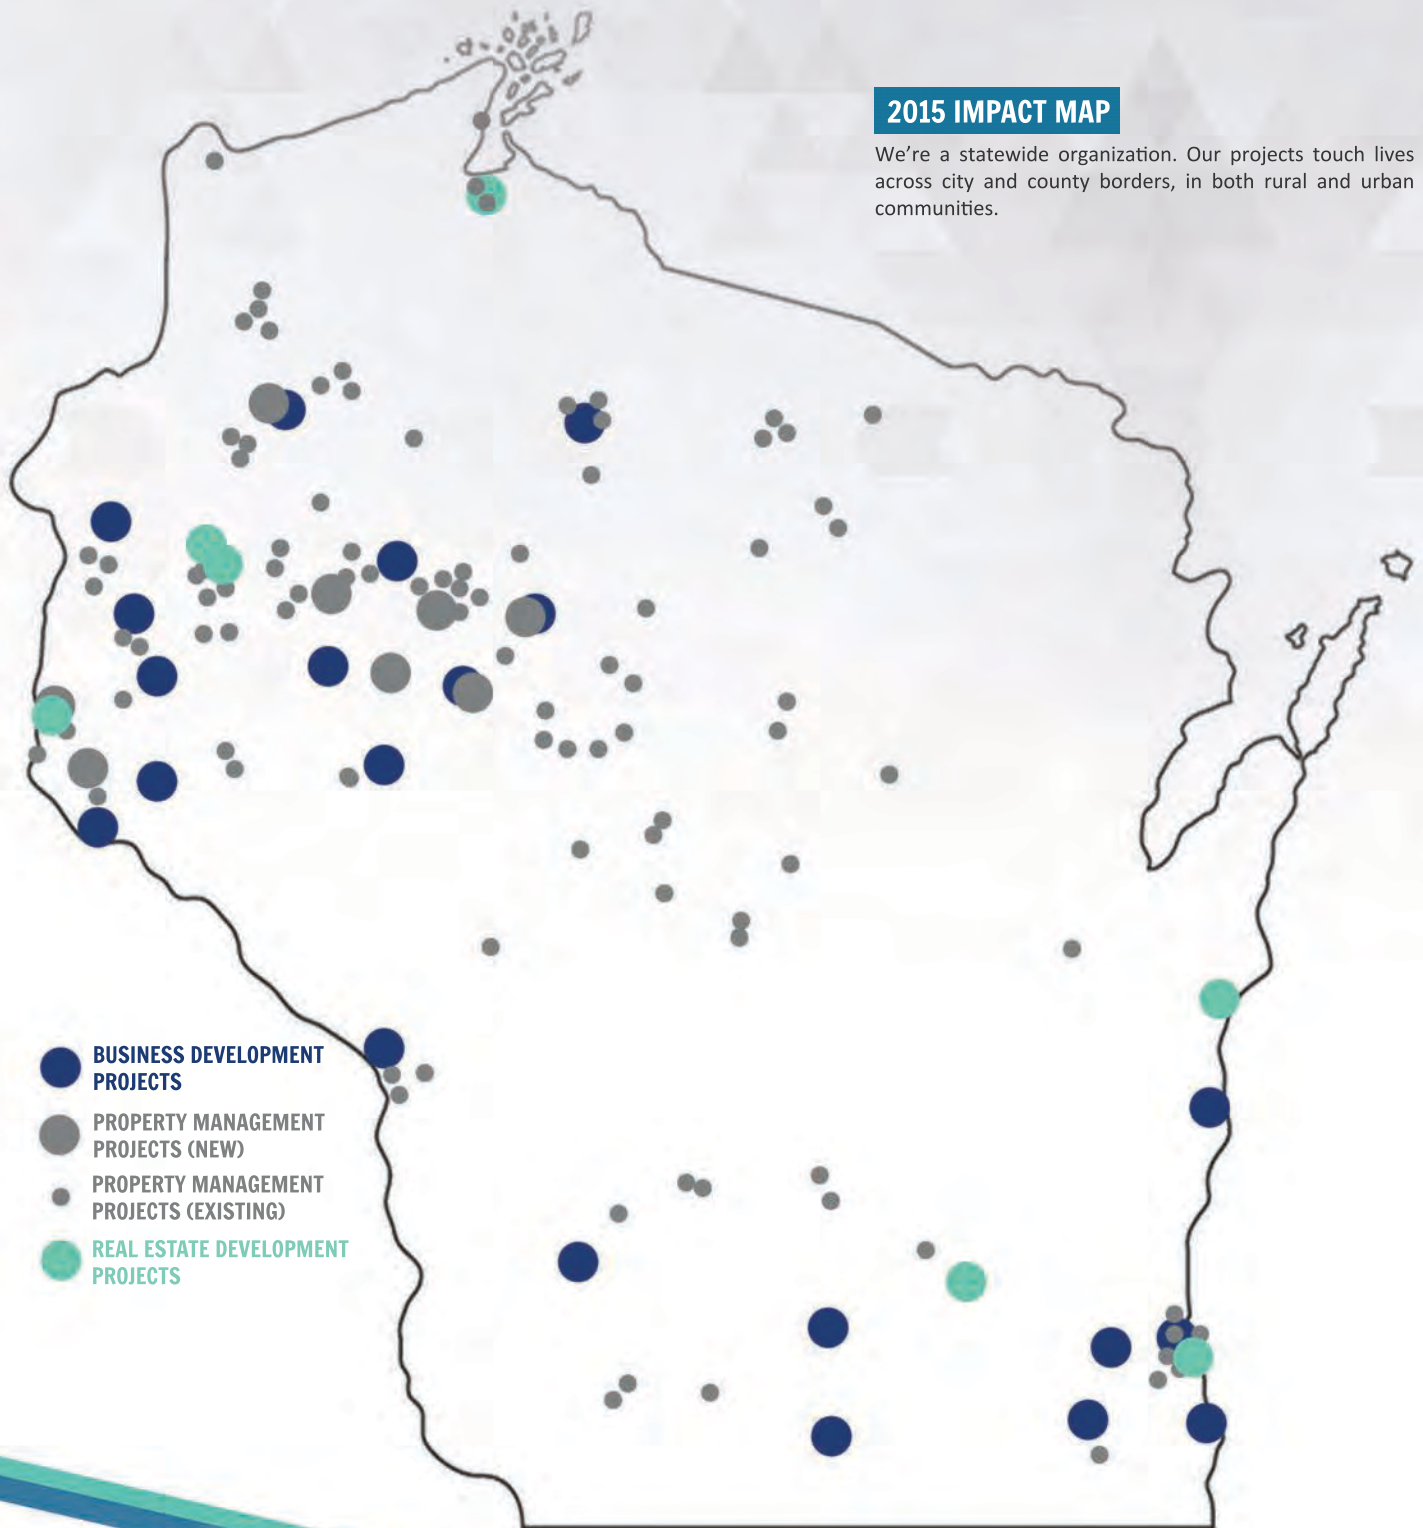 2015 IMPACT MAP
We’re a statewide organization. Our projects touch lives
across city and county borders, in both rural and urban
communities.
BUSINESS DEVELOPMENT
PROJECTS
PROPERTY MANAGEMENT
PROJECTS (NEW)
PROPERTY MANAGEMENT
PROJECTS (EXISTING)
REAL ESTATE DEVELOPMENT
PROJECTS